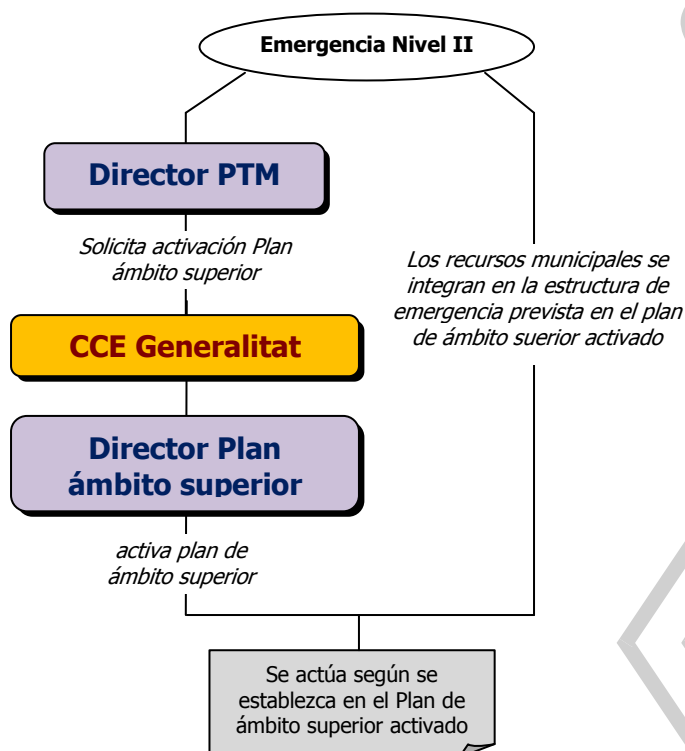 Emergencia Nivel II
Director PTM
Solicita activación Plan
ámbito superior
Los recursos municipales se
integran en la estructura de
emergencia prevista en el plan
de ámbito suerior activado
CCE Generalitat
Director Plan
ámbito superior
activa plan de
ámbito superior
Se actúa según se
establezca en el Plan de
ámbito superior activado